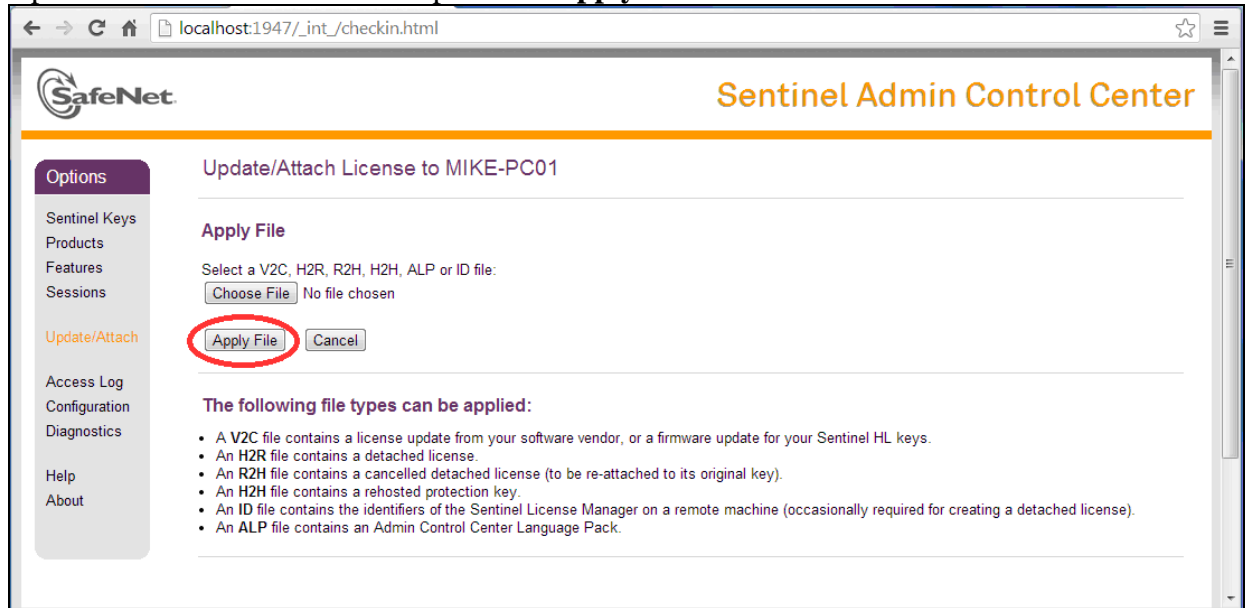 localhost:1947/_int_/checkin.html
SafeNet.
Sentinel Admin Control Center
Options
Sentinel Keys
Products
Features
Sessions
Update/Attach
Access Log
Configuration
Diagnostics
Help
About
Update/Attach License to MIKE-PC01
Apply File
Select a V2C, H2R, R2H, H2H, ALP or ID file:
Choose File No file chosen
Apply File Cancel
The following file types can be applied:
• A V2C file contains a license update from your software vendor, or a firmware update for your Sentinel HL keys.
• An H2R file contains a detached license.
• An R2H file contains a cancelled detached license (to be re-attached to its original key).
• An H2H file contains a rehosted protection key.
• An ID file contains the identifiers of the Sentinel License Manager on a remote machine (occasionally required for creating a detached license).
• An ALP file contains an Admin Control Center Language Pack.